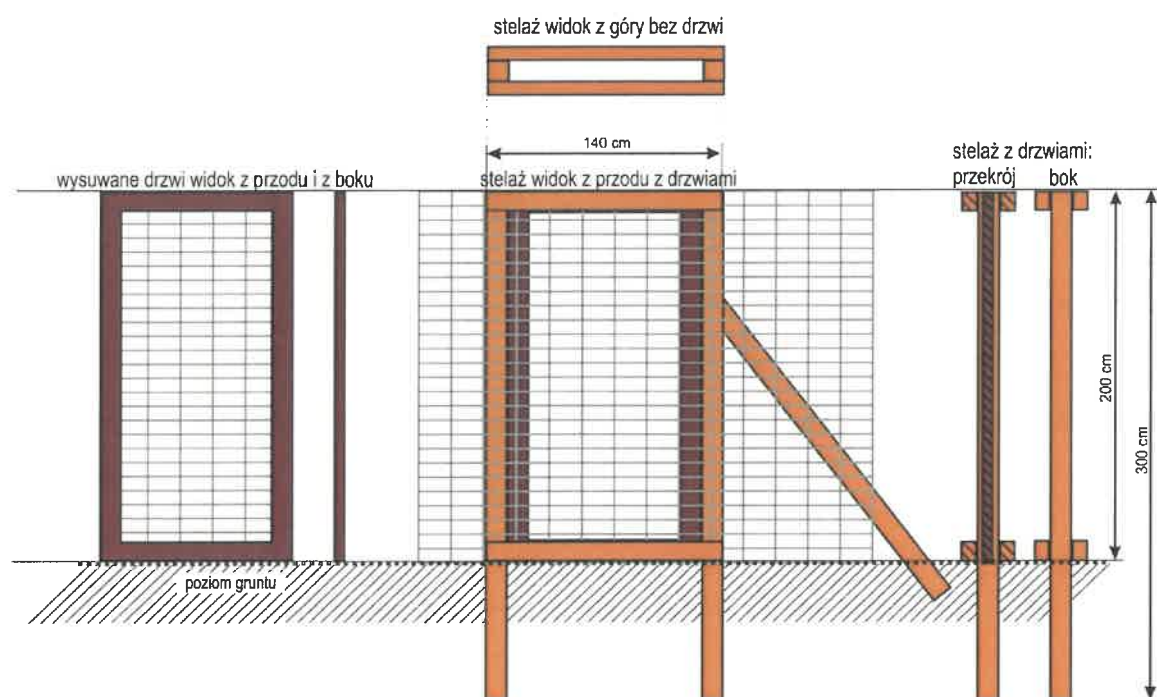 stelaż widok z góry bez drzwi
140 cm
wysuwane drzwi widok z przodu i z boku
stelaż widok z przodu z drzwiami
stelaż z drzwiami:
przekrój
bok
200 cm
300 cm
poziom gruntu